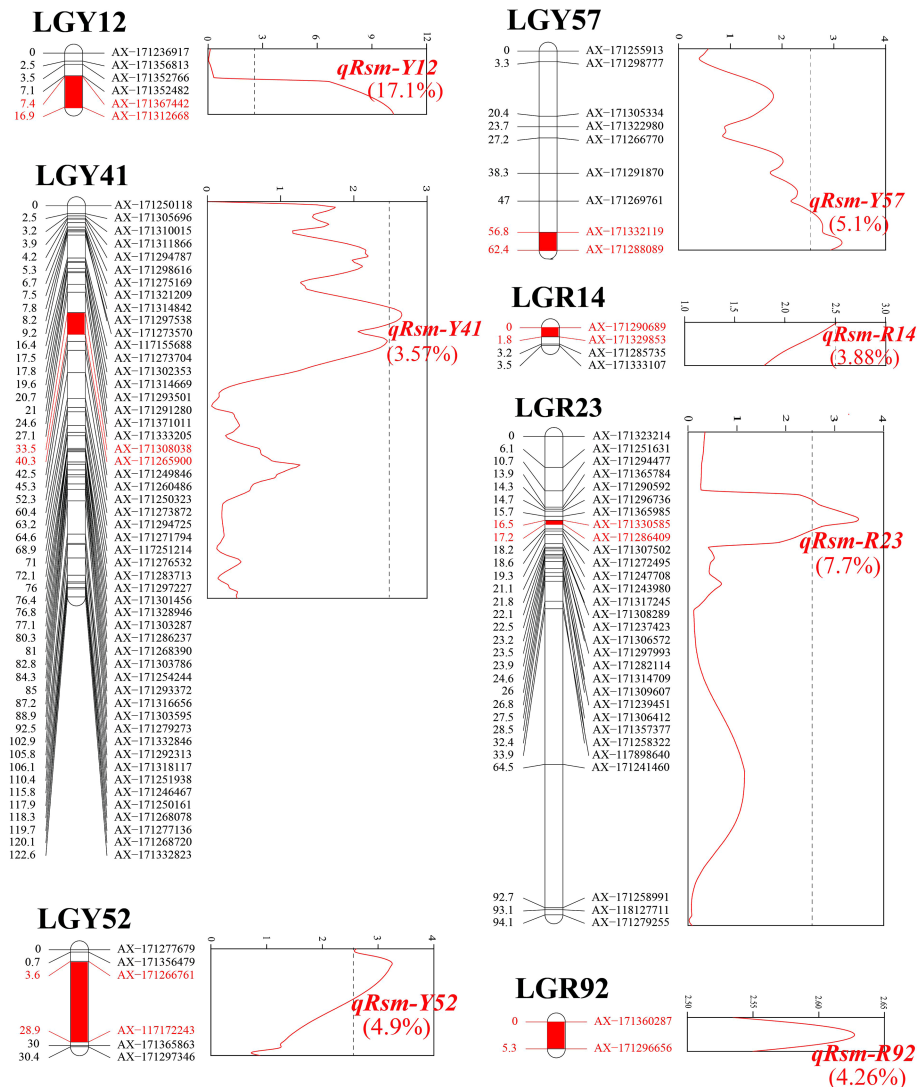 LGY12
0 AX-171236917
2.5 AX-171356813
3.5 AX-171352766
7.1 AX-171352482
7.4 AX-171367442
16.9 AX-171312668
0 3 6 9 12
qRsm-Y12
(17.1%)
LGY41
0 AX-171250118
2.5 AX-171305696
3.2 AX-171310015
3.9 AX-171311866
4.2 AX-171294787
5.3 AX-171298616
6.7 AX-171275169
7.5 AX-171321209
7.8 AX-171314842
8.2 AX-171297538
9.2 AX-171273570
16.4 AX-117155688
17.5 AX-171273704
17.8 AX-171302353
19.6 AX-171314669
20.7 AX-171293501
21 AX-171291280
24.6 AX-171371011
27.1 AX-171333205
33.5 AX-171308038
40.3 AX-171265900
42.5 AX-171249846
45.3 AX-171260486
52.3 AX-171250323
60.4 AX-171273872
63.2 AX-171294725
64.6 AX-171271794
68.9 AX-117251214
71 AX-171276532
72.1 AX-171283713
76 AX-171297227
76.4 AX-171301456
76.8 AX-171328946
77.1 AX-171303287
80.3 AX-171286237
81 AX-171268390
82.8 AX-171303786
84.3 AX-171254244
85 AX-171293372
87.2 AX-171316656
88.9 AX-171303595
92.5 AX-171279273
102.9 AX-171332846
105.8 AX-171292313
106.1 AX-171318117
110.4 AX-171251938
115.8 AX-171246467
117.9 AX-171250161
118.3 AX-171268078
119.7 AX-171277136
120.1 AX-171268720
122.6 AX-171332823
0 1 2 3
qRsm-Y41
(3.57%)
LGY52
0 AX-171277679
0.7 AX-171356479
3.6 AX-171266761
28.9 AX-117172243
30 AX-171365863
30.4 AX-171297346
0 1 2 3 4
qRsm-Y52
(4.9%)
LGY57
0 AX-171255913
3.3 AX-171298777
20.4 AX-171305334
23.7 AX-171322980
27.2 AX-171266770
38.3 AX-171291870
47 AX-171269761
56.8 AX-171332119
62.4 AX-171288089
0 1 2 3 4
qRsm-Y57
(5.1%)
LGR14
0 AX-171290689
1.8 AX-171329853
3.2 AX-171285735
3.5 AX-171333107
1.0 1.5 2.0 2.5 3.0
qRsm-R14
(3.88%)
LGR23
0 AX-171323214
6.1 AX-171251631
10.7 AX-171294477
13.9 AX-171365784
14.3 AX-171290592
14.7 AX-171296736
15.7 AX-171365985
16.5 AX-171330585
17.2 AX-171286409
18.2 AX-171307502
18.6 AX-171272495
19.3 AX-171247708
21.1 AX-171243980
21.8 AX-171317245
22.1 AX-171308289
22.5 AX-171237423
23.2 AX-171306572
23.5 AX-171297993
23.9 AX-171282114
24.6 AX-171314709
26 AX-171309607
26.8 AX-171239451
27.5 AX-171306412
28.5 AX-171357377
32.4 AX-171258322
33.9 AX-117898640
64.5 AX-171241460
92.7 AX-171258991
93.1 AX-118127711
94.1 AX-171279255
0 1 2 3 4
qRsm-R23
(7.7%)
LGR92
0 AX-171360287
5.3 AX-171296656
2.50 2.55 2.60 2.65
qRsm-R92
(4.26%)